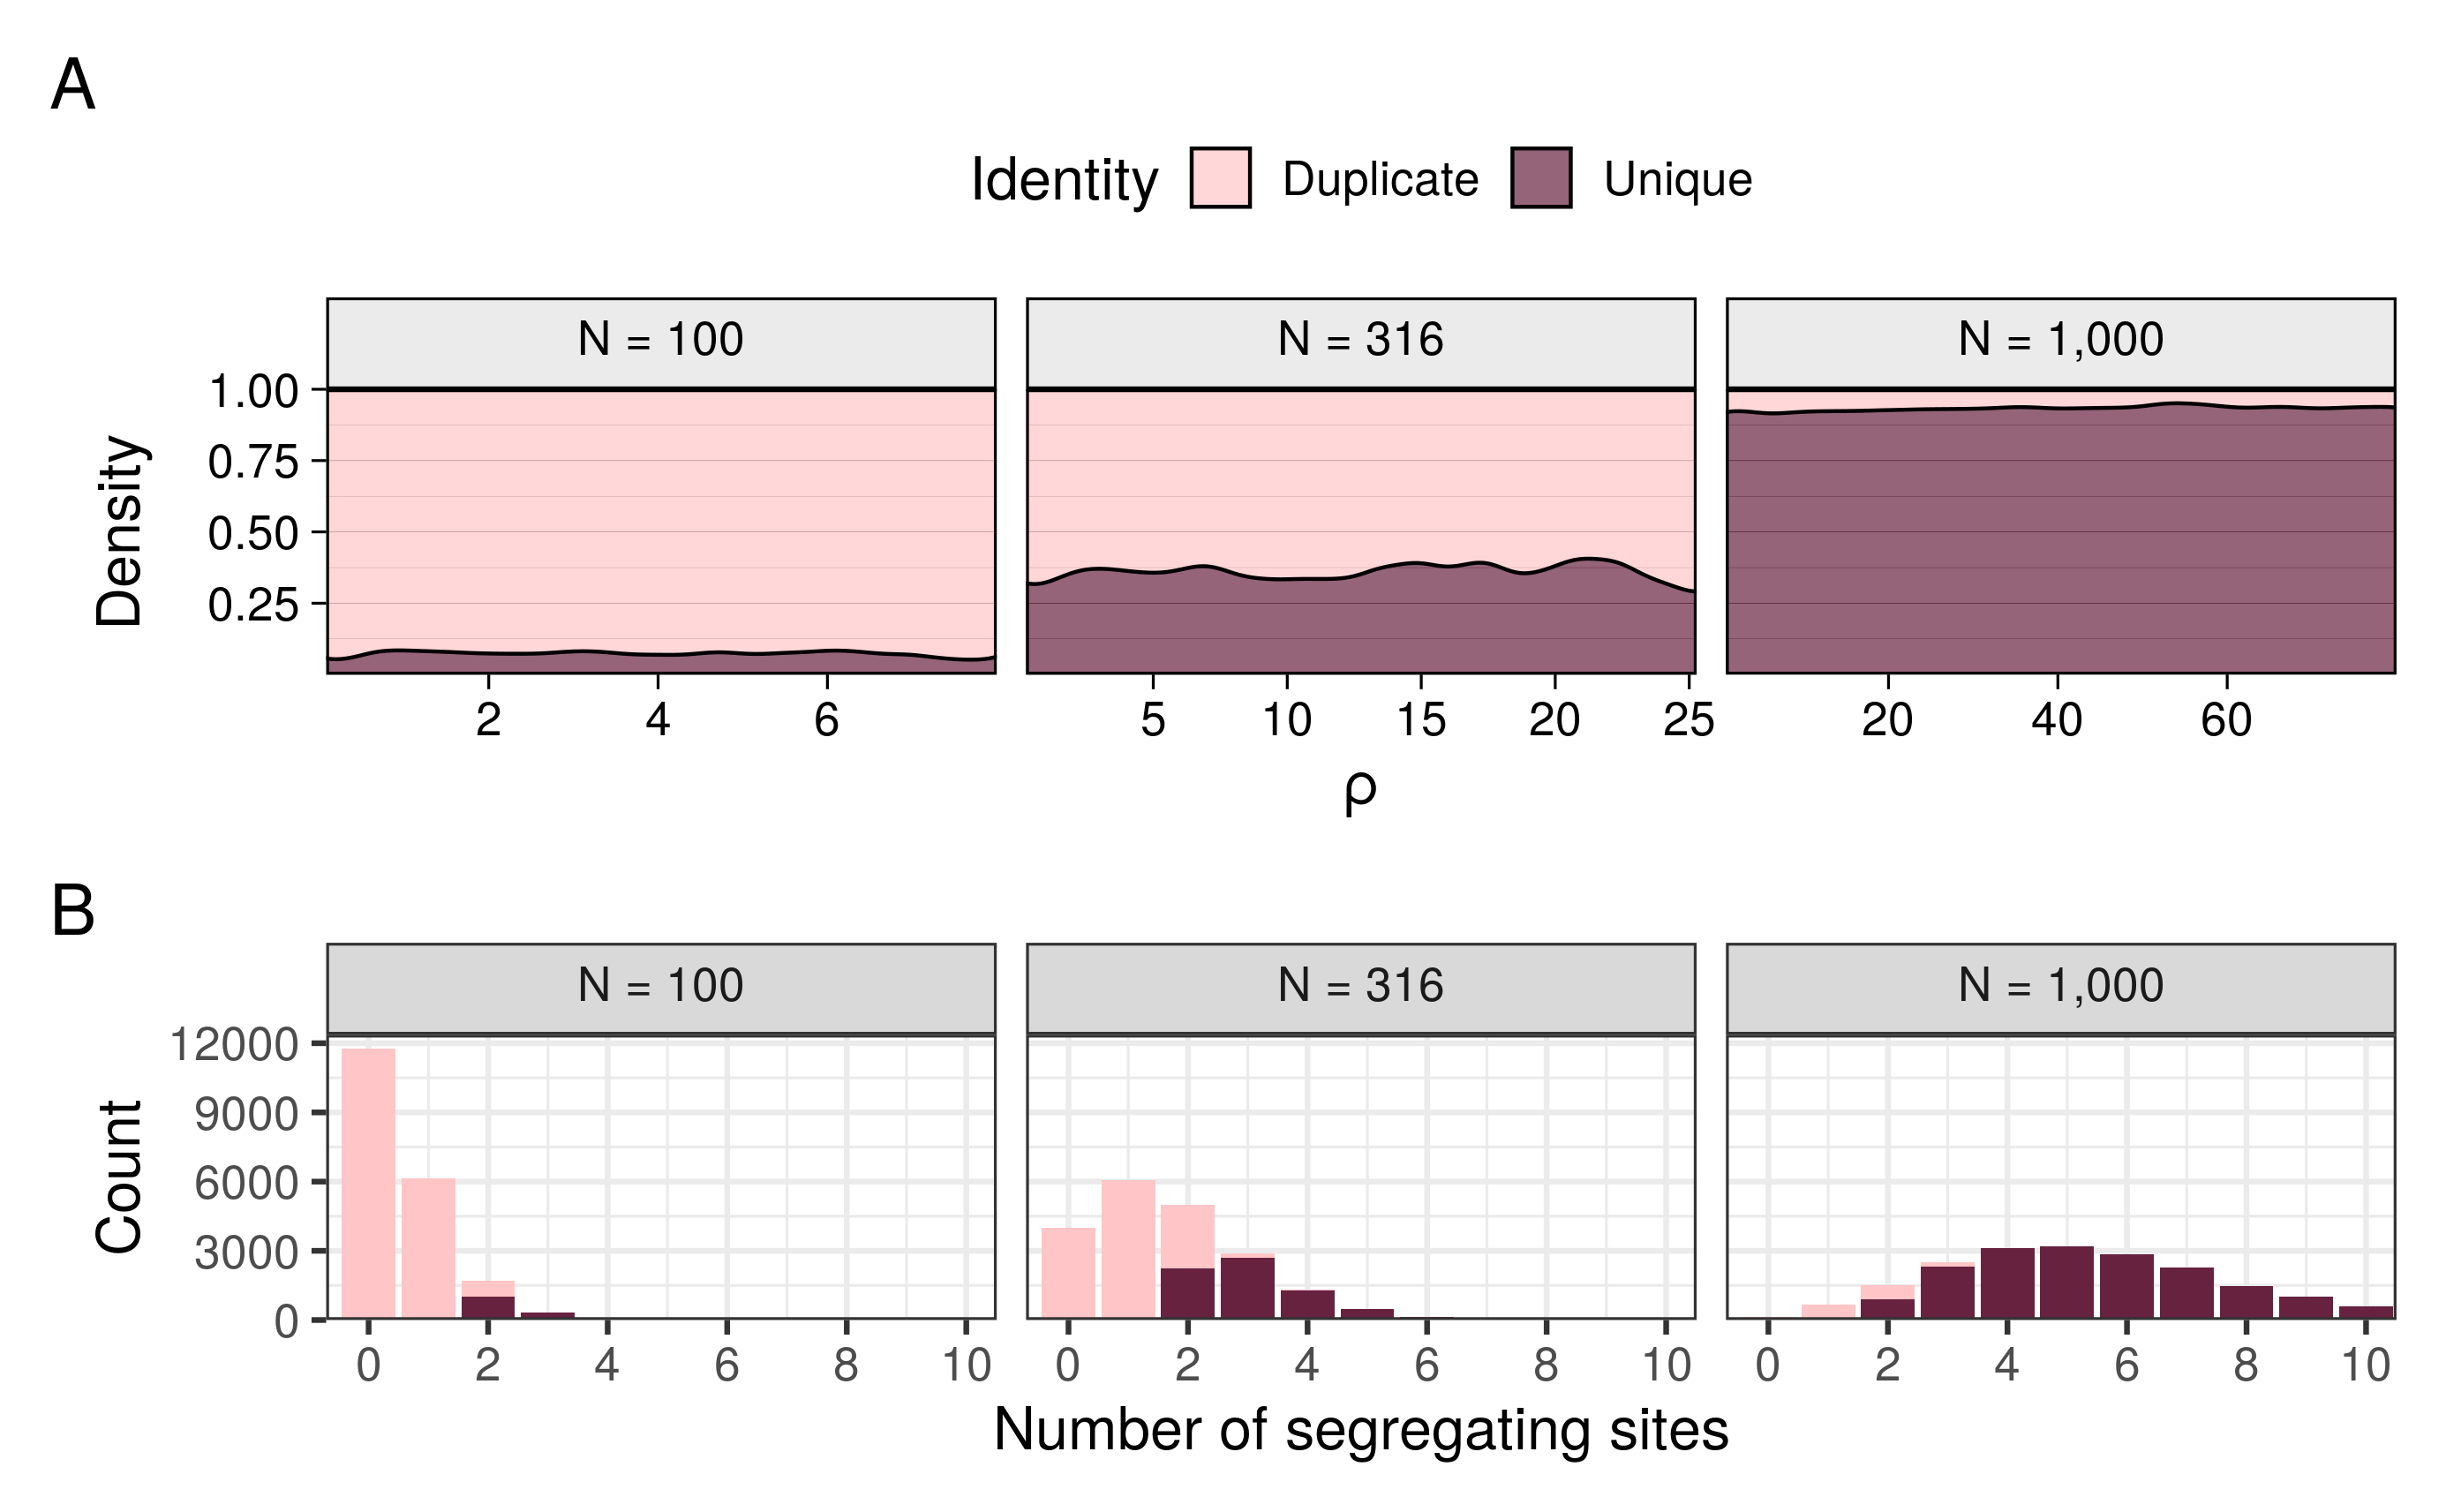 A
Identity Duplicate Unique
N = 100 N = 316 N = 1,000
1.00
0.75
0.50
0.25
Density
2 4 6 5 10 15 20 25 20 40 60
ρ
B
N = 100 N = 316 N = 1,000
12000
9000
6000
3000
0
Count
0 2 4 6 8 10 0 2 4 6 8 10 0 2 4 6 8 10
Number of segregating sites